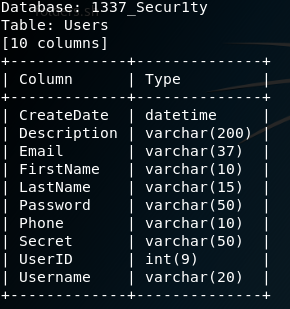 Database: 1337_Secur1ty
Table: Users
[10 columns]
+-------------+--------------+
| Column      | Type         |
+-------------+--------------+
| CreateDate  | datetime     |
| Description | varchar(200) |
| Email       | varchar(37)  |
| FirstName   | varchar(10)  |
| LastName    | varchar(15)  |
| Password    | varchar(50)  |
| Phone       | varchar(10)  |
| Secret      | varchar(50)  |
| UserID      | int(9)       |
| Username    | varchar(20)  |
+-------------+--------------+